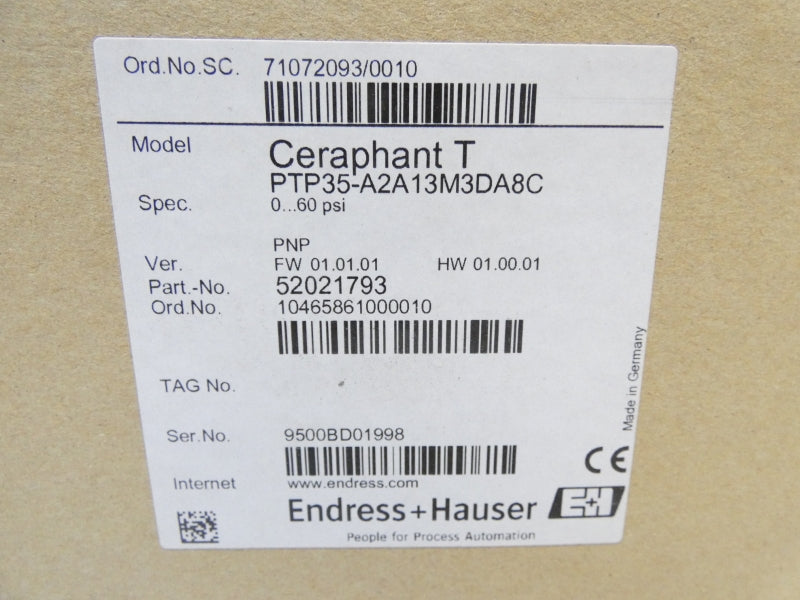 Ord.No.SC. 71072093/0010
Model Ceraphant T
PTP35-A2A13M3DA8C
Spec. 0...60 psi
PNP
Ver. FW 01.01.01 HW 01.00.01
Part.-No. 52021793
Ord.No. 10465861000010
TAG No.
Made in Germany
Ser.No. 9500BD01998
CE
Internet www.endress.com
Endress+Hauser E+H
People for Process Automation